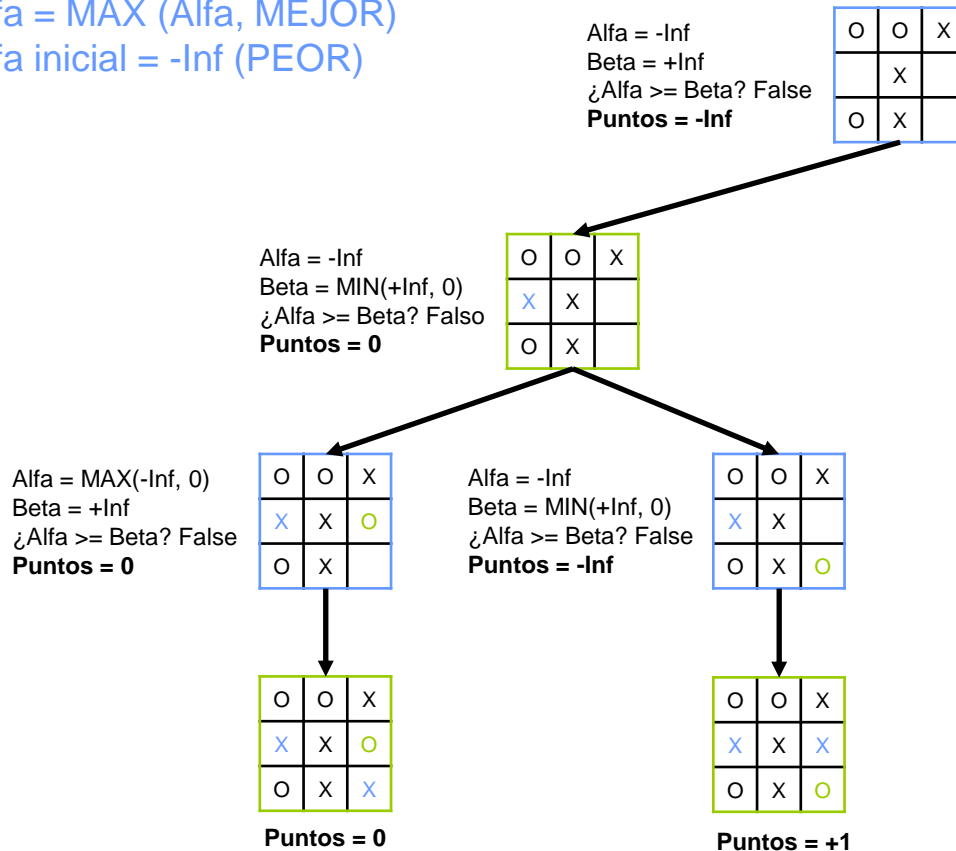 fa = MAX (Alfa, MEJOR)
fa inicial = -Inf (PEOR)
Alfa = -Inf
Beta = +Inf
¿Alfa >= Beta? False
Puntos = -Inf
O O X
X
O X
Alfa = -Inf
Beta = MIN(+Inf, 0)
¿Alfa >= Beta? Falso
Puntos = 0
O O X
X X
O X
Alfa = MAX(-Inf, 0)
Beta = +Inf
¿Alfa >= Beta? False
Puntos = 0
O O X
X X O
O X
Alfa = -Inf
Beta = MIN(+Inf, 0)
¿Alfa >= Beta? False
Puntos = -Inf
O O X
X X
O X O
O O X
X X O
O X X
Puntos = 0
O O X
X X X
O X O
Puntos = +1